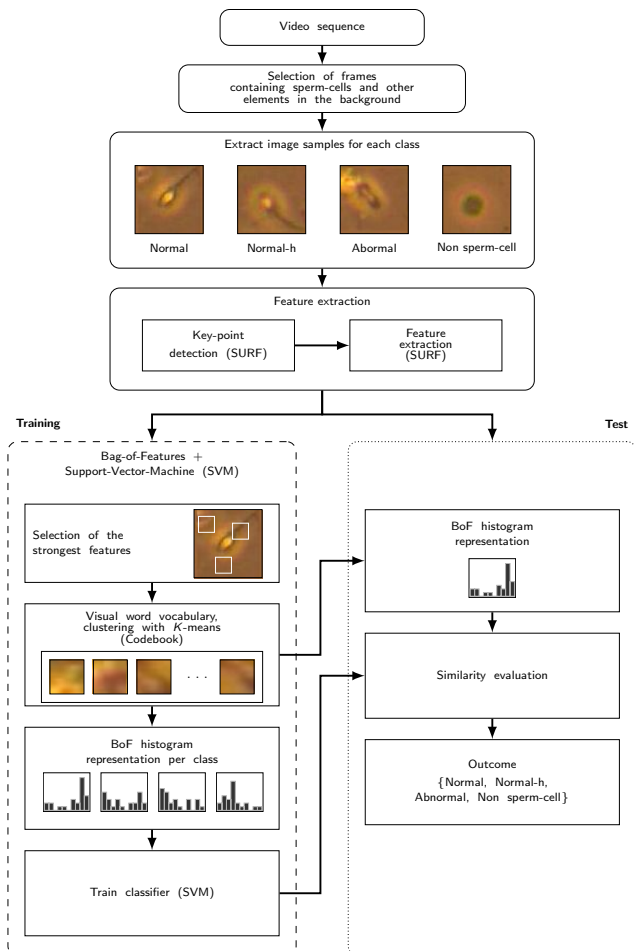 Video sequence
Selection of frames
containing sperm-cells and other
elements in the background
Extract image samples for each class
Normal
Normal-h
Abormal
Non sperm-cell
Feature extraction
Key-point
detection (SURF)
Feature
extraction
(SURF)
Training
Bag-of-Features +
Support-Vector-Machine (SVM)
Selection of the
strongest features
Visual word vocabulary,
clustering with K-means
(Codebook)
. . .
BoF histogram
representation per class
Train classifier (SVM)
Test
BoF histogram
representation
Similarity evaluation
Outcome
{Normal, Normal-h,
Abnormal, Non sperm-cell}